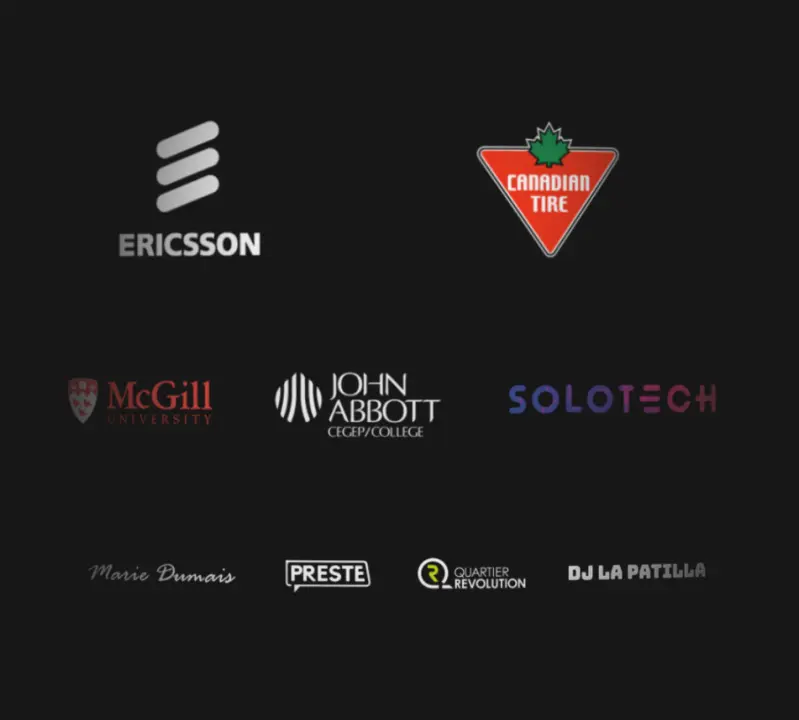 ERICSSON
CANADIAN
TIRE
McGill
UNIVERSITY
JOHN
ABBOTT
CEGEP/COLLEGE
SOLOTECH
Marie Dumais
PRESTE
QUARTIER
REVOLUTION
DJ LA PATILLA